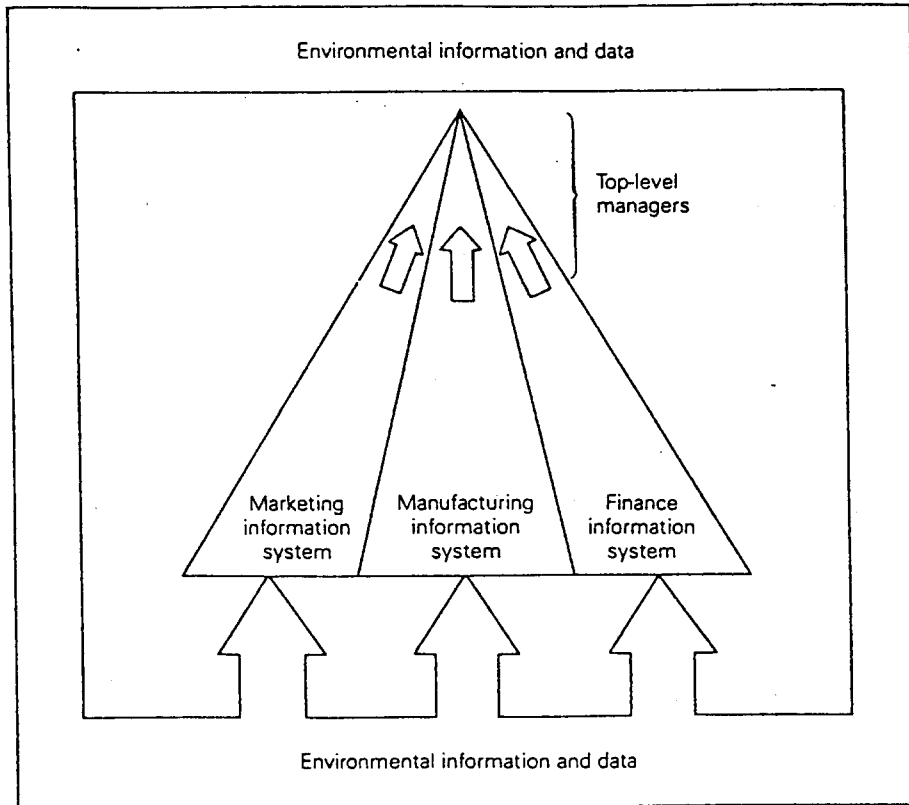 Environmental information and data
Top-level
managers
Marketing
information
system
Manufacturing
information
system
Finance
information
system
Environmental information and data